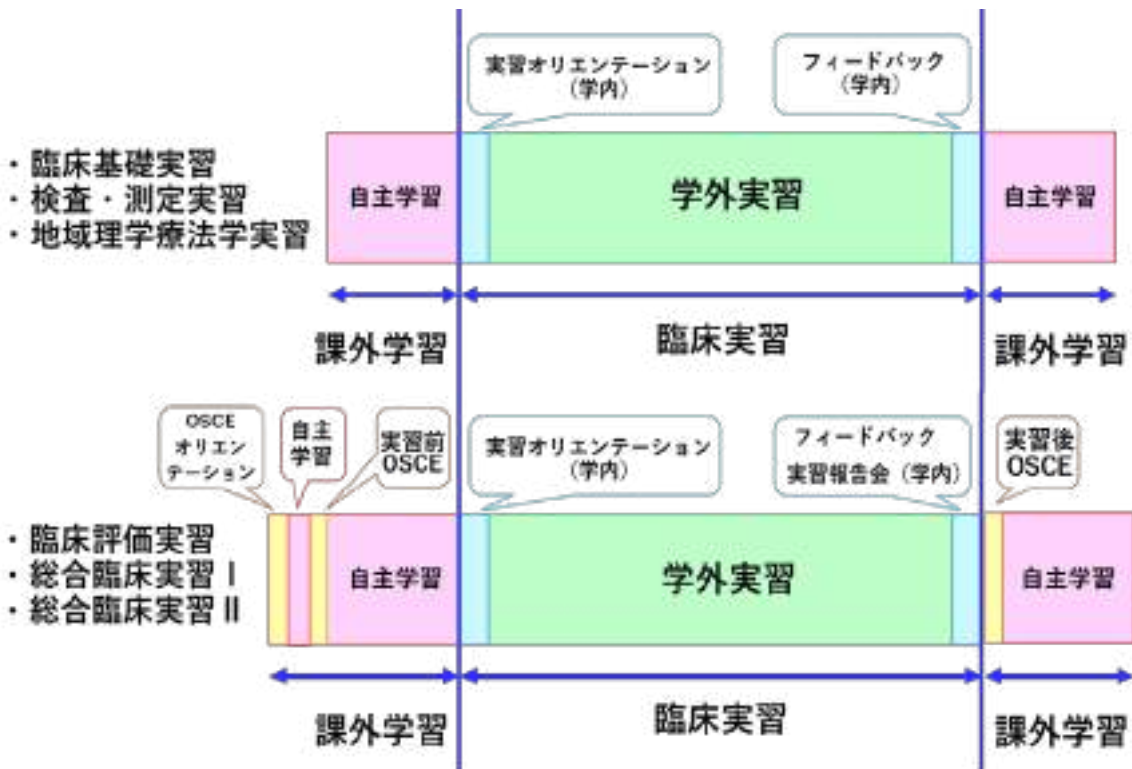 実習オリエンテーション
(学内)
フィードバック
(学内)
・臨床基礎実習
・検査・測定実習
・地域理学療法学実習
自主学習
学外実習
自主学習
課外学習
臨床実習
課外学習
OSCE
オリエン
テーション
自主
学習
実習前
OSCE
実習オリエンテーション
(学内)
フィードバック
実習報告会(学内)
実習後
OSCE
・臨床評価実習
・総合臨床実習Ⅰ
・総合臨床実習Ⅱ
自主学習
学外実習
自主学習
課外学習
臨床実習
課外学習